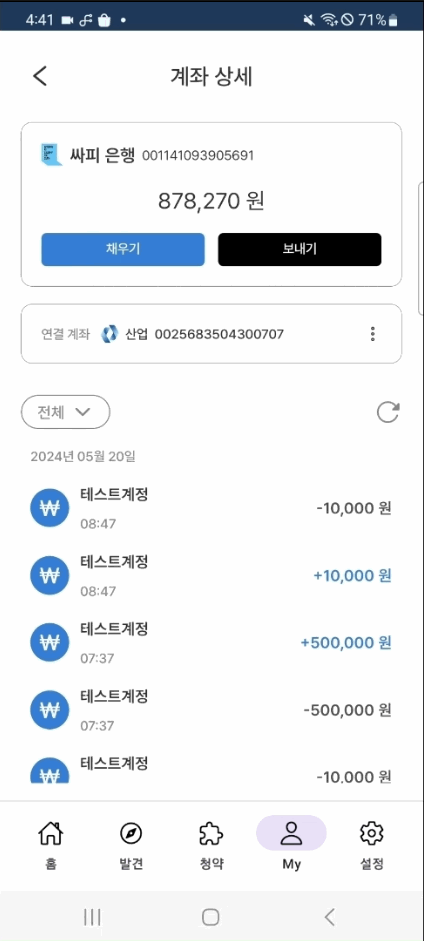 4:41
71%
계좌 상세
싸피 은행 001141093905691
878,270 원
채우기
보내기
연결 계좌 산업 0025683504300707
전체
2024년 05월 20일
테스트계정
08:47
-10,000 원
테스트계정
08:47
+10,000 원
테스트계정
07:37
+500,000 원
테스트계정
07:37
-500,000 원
테스트계정
-10,000 원
홈
발견
청약
My
설정